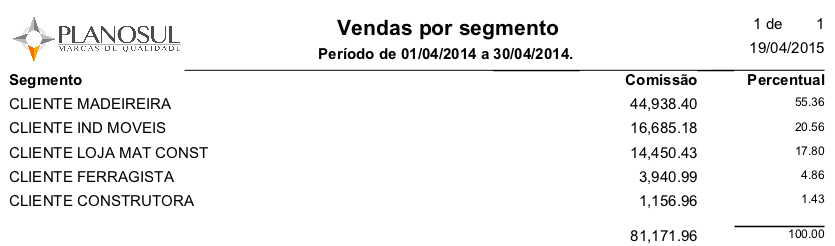 PLANOSUL
MARCAS DE QUALIDADE
Vendas por segmento
1 de 1
Período de 01/04/2014 a 30/04/2014.
19/04/2015
Segmento Comissão Percentual
CLIENTE MADEIREIRA 44,938.40 55.36
CLIENTE IND MOVEIS 16,685.18 20.56
CLIENTE LOJA MAT CONST 14,450.43 17.80
CLIENTE FERRAGISTA 3,940.99 4.86
CLIENTE CONSTRUTORA 1,156.96 1.43
81,171.96 100.00